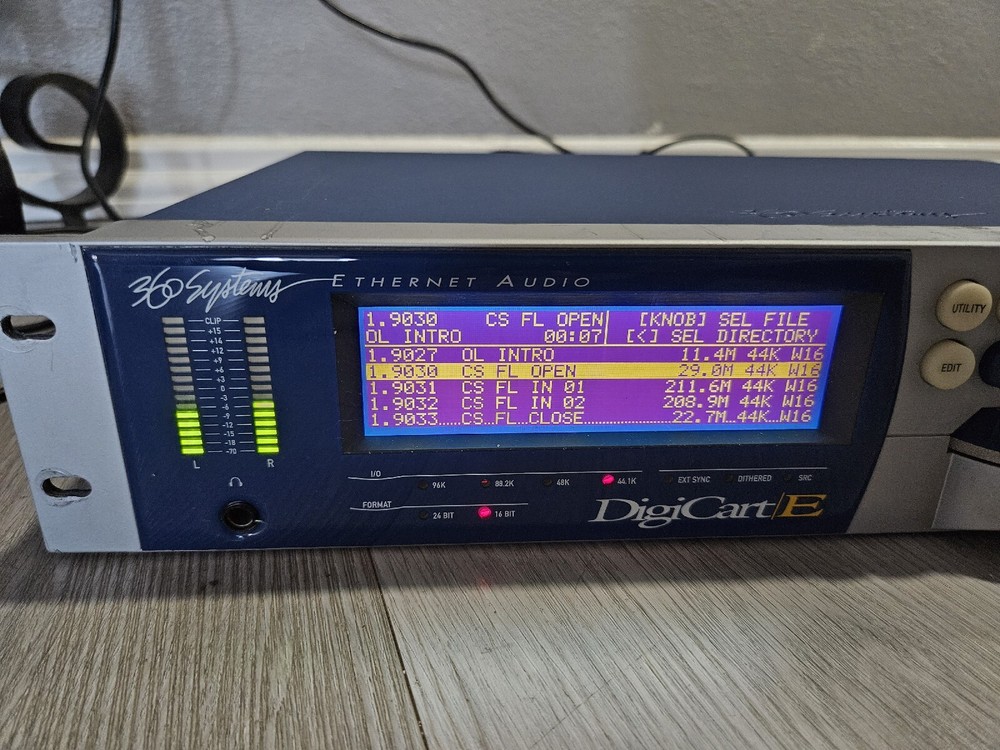 360 Systems ETHERNET AUDIO
1.9030 CS FL OPEN [KNOB] SEL FILE
OL INTRO 00:07 [<] SEL DIRECTORY
1.9027 OL INTRO 11.4M 44K W16
1.9030 CS FL OPEN 29.0M 44K W16
1.9031 CS FL IN 01 211.6M 44K W16
1.9032 CS FL IN 02 208.9M 44K W16
1.9033......CS..FL..CLOSE......................22.7M..44K..W16
CLIP
+15
+14
+12
+9
+6
+3
0
-3
-6
-9
-12
-15
-18
-70
L R
UTILITY
EDIT
I/O 96K 88.2K 48K 44.1K EXT SYNC DITHERED SRC
FORMAT 24 BIT 16 BIT
DigiCart/E